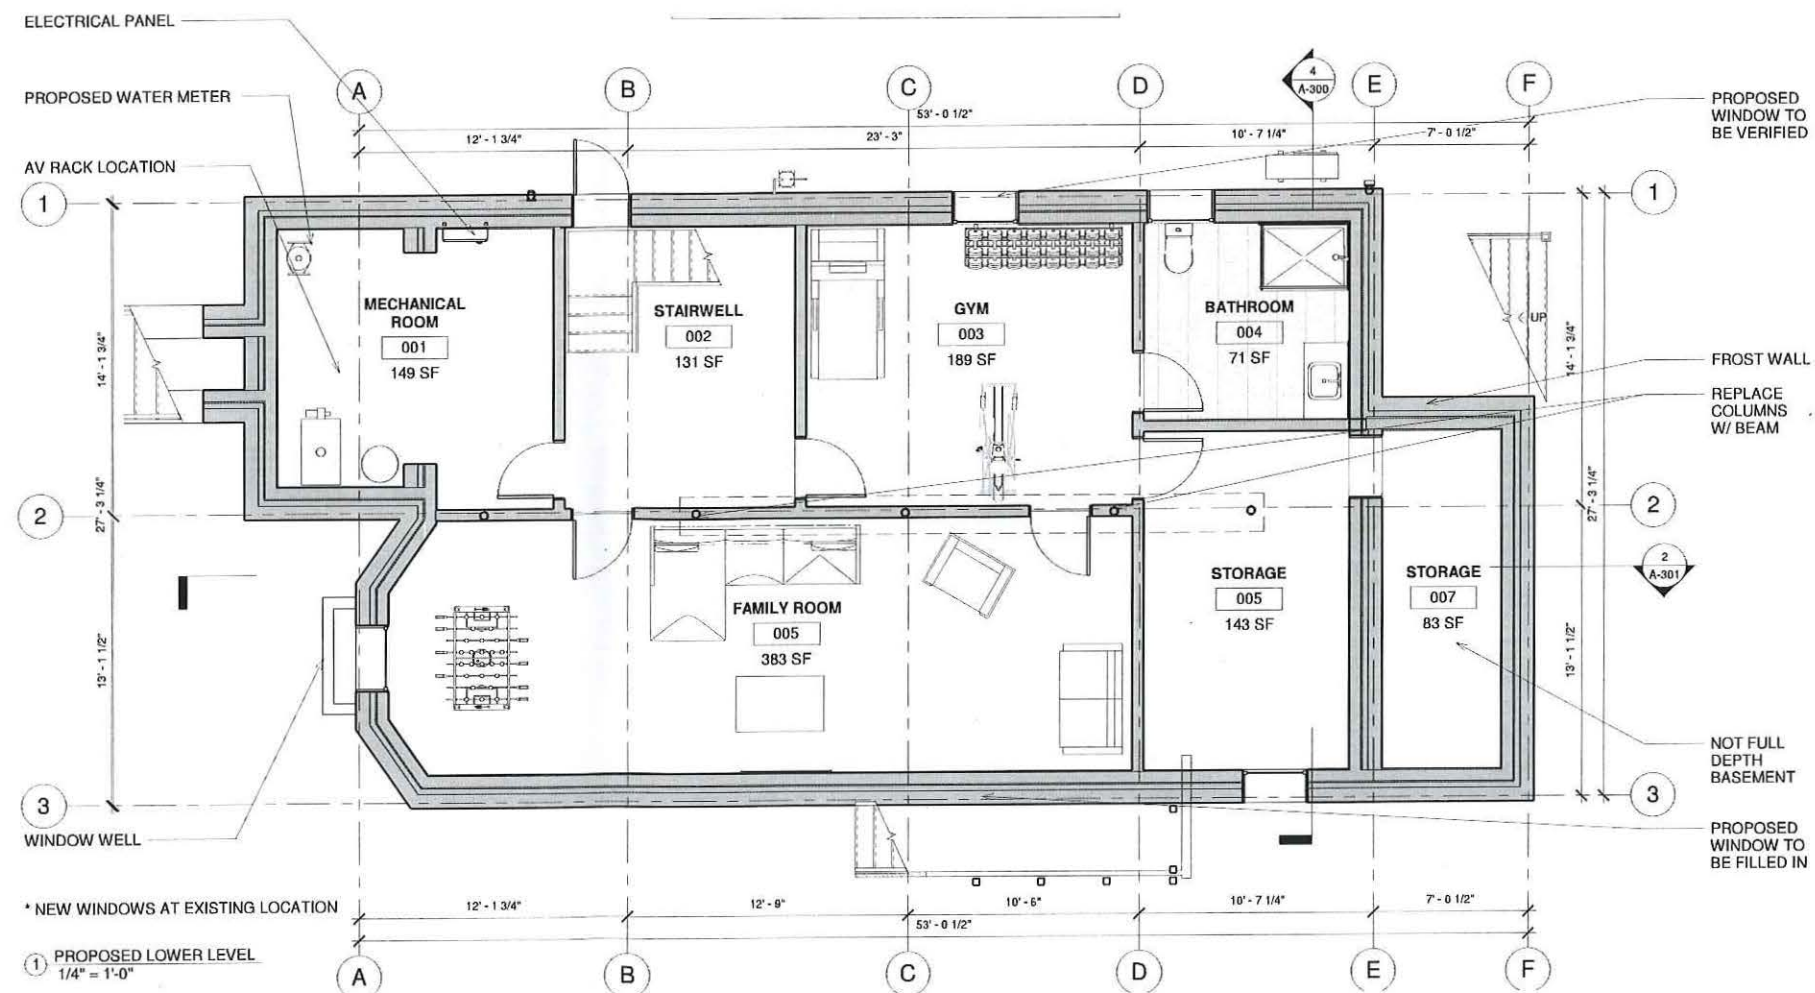 ELECTRICAL PANEL
PROPOSED WATER METER
AV RACK LOCATION
A
B
C
D
E
F
4
A-300
53' - 0 1/2"
12' - 1 3/4"
23' - 3"
10' - 7 1/4"
7' - 0 1/2"
PROPOSED
WINDOW TO
BE VERIFIED
1
1
MECHANICAL
ROOM
001
149 SF
STAIRWELL
002
131 SF
GYM
003
189 SF
BATHROOM
004
71 SF
UP
14' - 1 3/4"
14' - 1 3/4"
FROST WALL
REPLACE
COLUMNS
W/ BEAM
2
2
27' - 3 1/4"
27' - 3 1/4"
2
A-301
FAMILY ROOM
005
383 SF
STORAGE
005
143 SF
STORAGE
007
83 SF
13' - 1 1/2"
13' - 1 1/2"
NOT FULL
DEPTH
BASEMENT
3
3
WINDOW WELL
PROPOSED
WINDOW TO
BE FILLED IN
* NEW WINDOWS AT EXISTING LOCATION
12' - 1 3/4"
12' - 9"
10' - 6"
10' - 7 1/4"
7' - 0 1/2"
53' - 0 1/2"
1 PROPOSED LOWER LEVEL
1/4" = 1'-0"
A
B
C
D
E
F